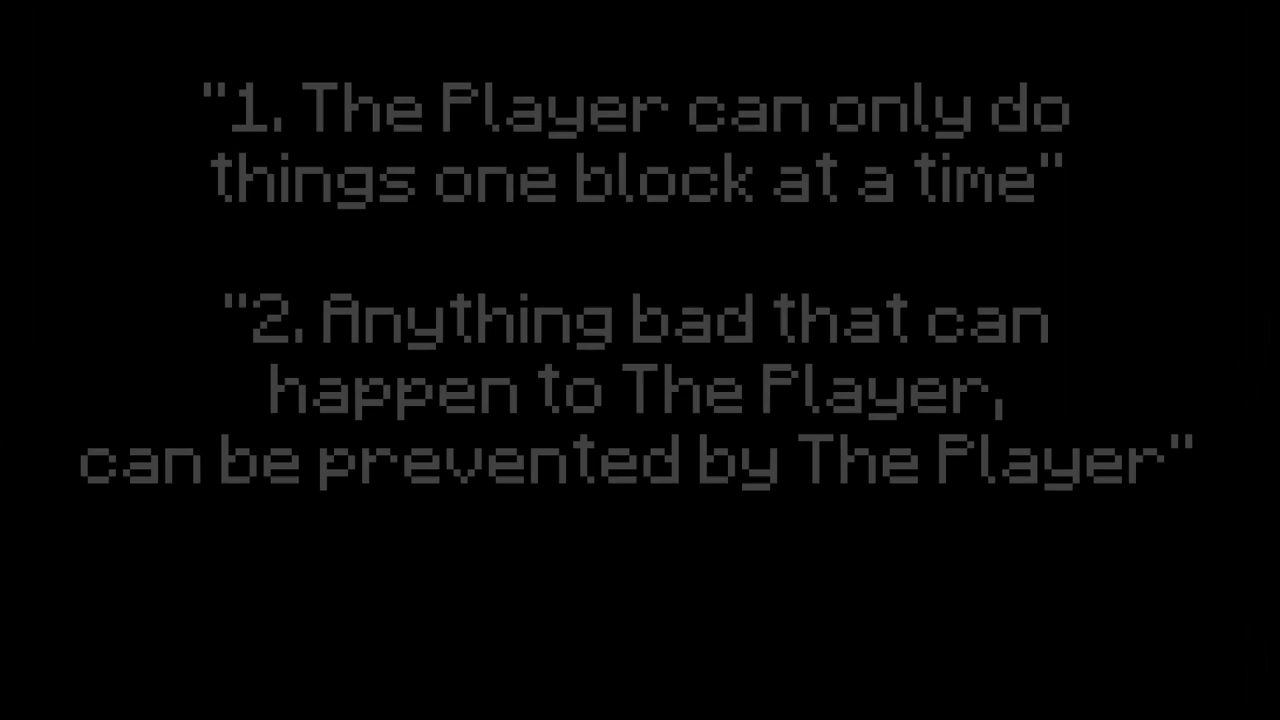 "1. The Player can only do
things one block at a time"
"2. Anything bad that can
happen to The Player,
can be prevented by The Player"